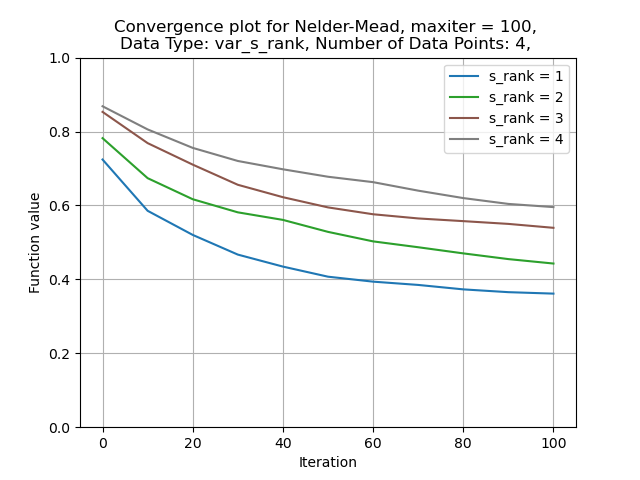 Convergence plot for Nelder-Mead, maxiter = 100,
Data Type: var_s_rank, Number of Data Points: 4,
1.0
0.8
0.6
0.4
0.2
0.0
Function value
s_rank = 1
s_rank = 2
s_rank = 3
s_rank = 4
0 20 40 60 80 100
Iteration